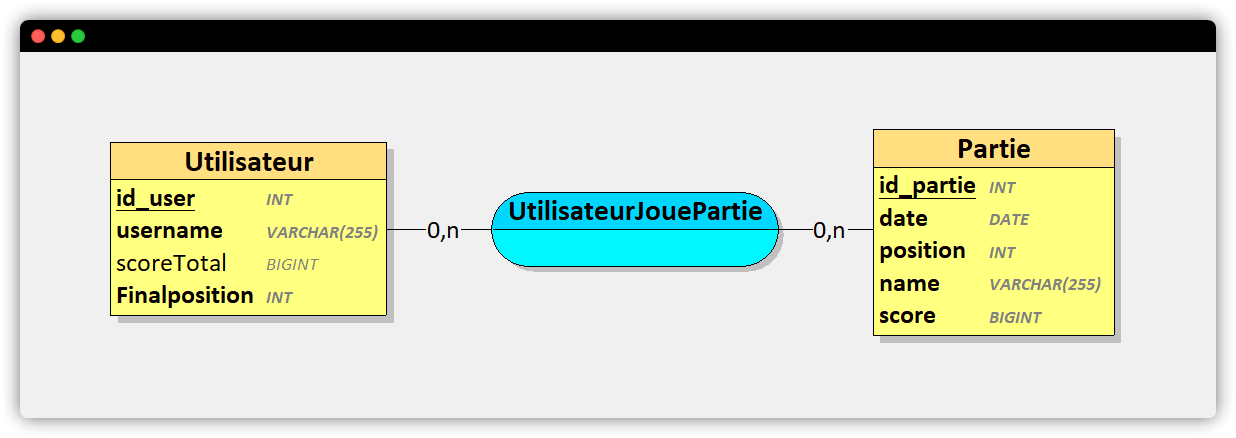 Utilisateur
id_user INT
username VARCHAR(255)
scoreTotal BIGINT
Finalposition INT
0,n
UtilisateurJouePartie
0,n
Partie
id_partie INT
date DATE
position INT
name VARCHAR(255)
score BIGINT